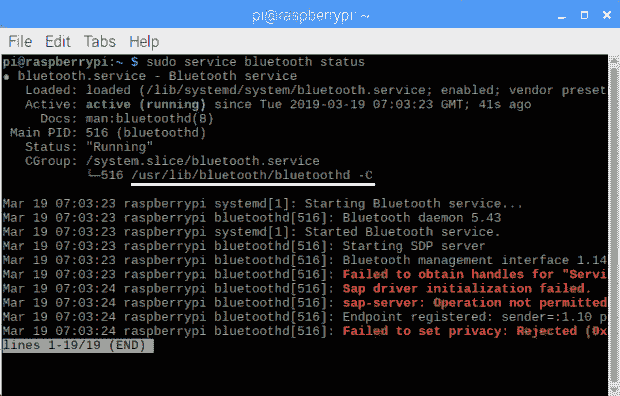 pi@raspberrypi: ~
File Edit Tabs Help
pi@raspberrypi:~ $ sudo service bluetooth status
● bluetooth.service - Bluetooth service
Loaded: loaded (/lib/systemd/system/bluetooth.service; enabled; vendor preset
Active: active (running) since Tue 2019-03-19 07:03:23 GMT; 41s ago
Docs: man:bluetoothd(8)
Main PID: 516 (bluetoothd)
Status: "Running"
CGroup: /system.slice/bluetooth.service
└─516 /usr/lib/bluetooth/bluetoothd -C
Mar 19 07:03:23 raspberrypi systemd[1]: Starting Bluetooth service...
Mar 19 07:03:23 raspberrypi bluetoothd[516]: Bluetooth daemon 5.43
Mar 19 07:03:23 raspberrypi systemd[1]: Started Bluetooth service.
Mar 19 07:03:23 raspberrypi bluetoothd[516]: Starting SDP server
Mar 19 07:03:23 raspberrypi bluetoothd[516]: Bluetooth management interface 1.14
Mar 19 07:03:23 raspberrypi bluetoothd[516]: Failed to obtain handles for "Servi
Mar 19 07:03:24 raspberrypi bluetoothd[516]: Sap driver initialization failed.
Mar 19 07:03:24 raspberrypi bluetoothd[516]: sap-server: Operation not permitted
Mar 19 07:03:24 raspberrypi bluetoothd[516]: Endpoint registered: sender=:1.10 p
Mar 19 07:03:24 raspberrypi bluetoothd[516]: Failed to set privacy: Rejected (0x
lines 1-19/19 (END)